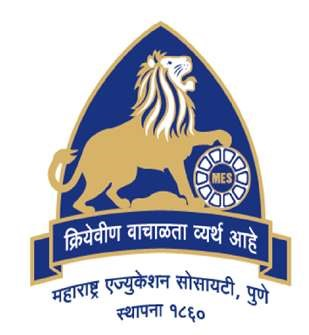 MES
क्रियेवीण वाचाळता व्यर्थ आहे
महाराष्ट्र एज्युकेशन सोसायटी, पुणे
स्थापना १८६०